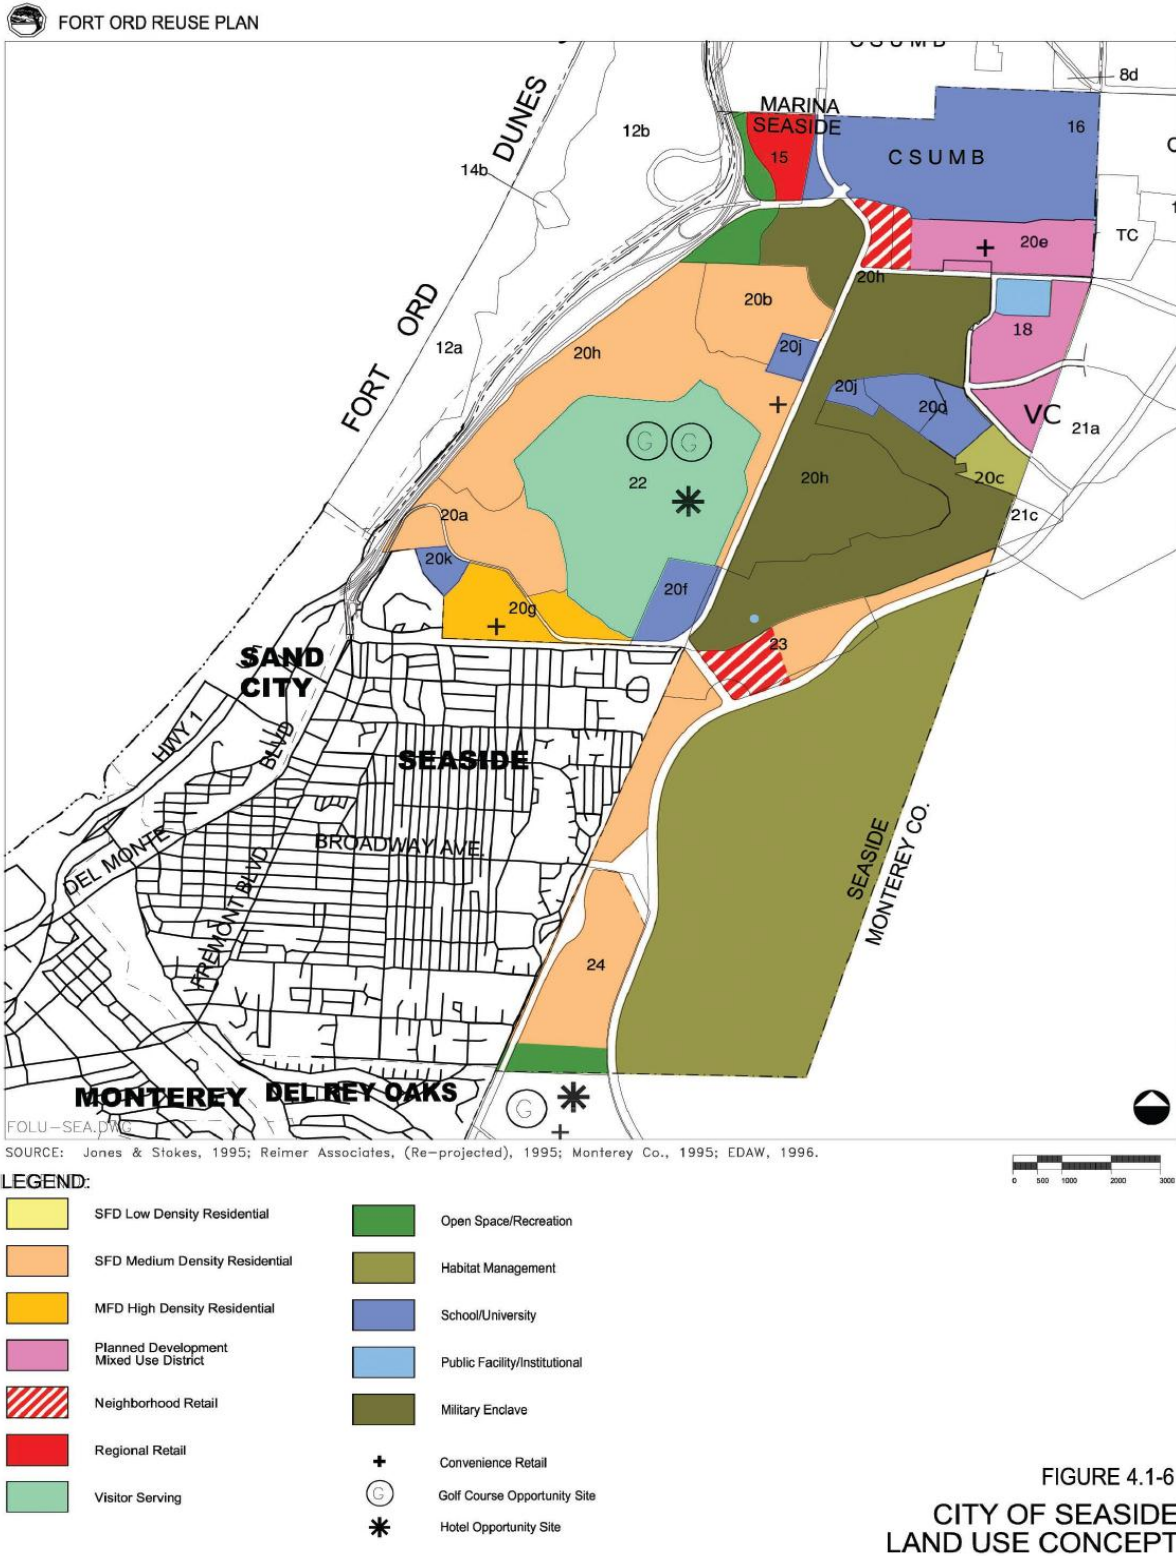 FORT ORD REUSE PLAN
CSUMB
8d
DUNES
MARINA
SEASIDE
12b
16
15
CSUMB
14b
TC
20e
20h
FORT ORD
20b
18
12a
20h
20j
20j
20d
VC
21a
G G
22
20h
20c
20a
21c
20k
20f
20g
23
SAND
CITY
HWY 1
BLVD
SEASIDE
BROADWAY AVE.
DEL MONTE
FREMONT BLVD
SEASIDE
MONTEREY CO.
24
MONTEREY
DEL REY OAKS
G
FOLU-SEA.DWG
SOURCE: Jones & Stokes, 1995; Reimer Associates, (Re-projected), 1995; Monterey Co., 1995; EDAW, 1996.
0 500 1000 2000 3000
LEGEND:
SFD Low Density Residential
SFD Medium Density Residential
MFD High Density Residential
Planned Development
Mixed Use District
Neighborhood Retail
Regional Retail
Visitor Serving
Open Space/Recreation
Habitat Management
School/University
Public Facility/Institutional
Military Enclave
Convenience Retail
G Golf Course Opportunity Site
Hotel Opportunity Site
FIGURE 4.1-6
CITY OF SEASIDE
LAND USE CONCEPT